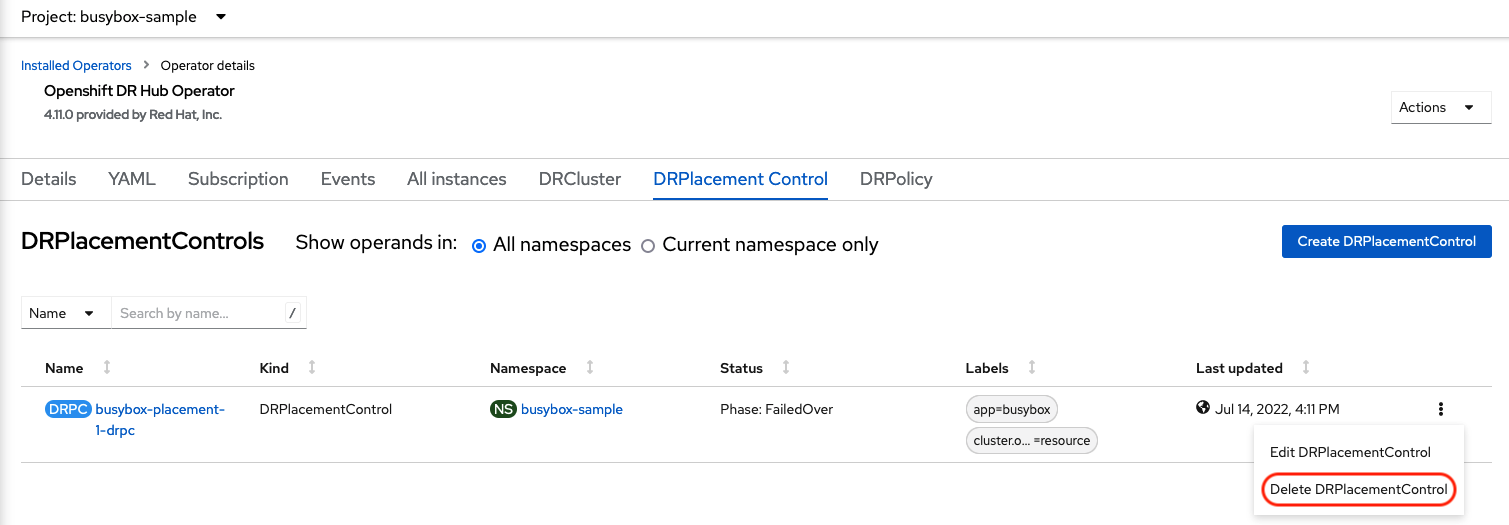 Project: busybox-sample
Installed Operators > Operator details
Openshift DR Hub Operator
4.11.0 provided by Red Hat, Inc.
Actions
Details YAML Subscription Events All instances DRCluster DRPlacement Control DRPolicy
DRPlacementControls Show operands in: All namespaces Current namespace only Create DRPlacementControl
Name Search by name... /
Name Kind Namespace Status Labels Last updated
DRPC busybox-placement- DRPlacementControl NS busybox-sample Phase: FailedOver app=busybox Jul 14, 2022, 4:11 PM
1-drpc
cluster.o... =resource
Edit DRPlacementControl
Delete DRPlacementControl